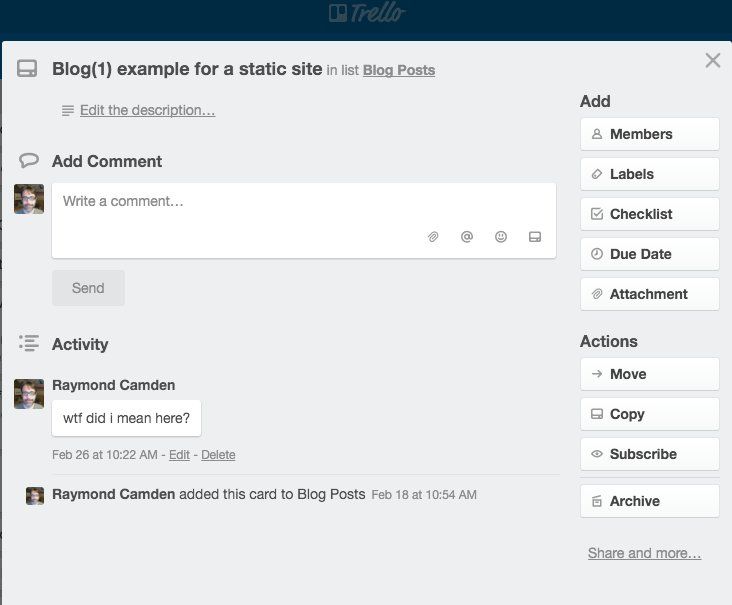 Trello
Blog(1) example for a static site in list Blog Posts
Edit the description…
Add Comment
Write a comment…
Send
Activity
Raymond Camden
wtf did i mean here?
Feb 26 at 10:22 AM - Edit - Delete
Raymond Camden added this card to Blog Posts Feb 18 at 10:54 AM
Add
Members
Labels
Checklist
Due Date
Attachment
Actions
Move
Copy
Subscribe
Archive
Share and more…